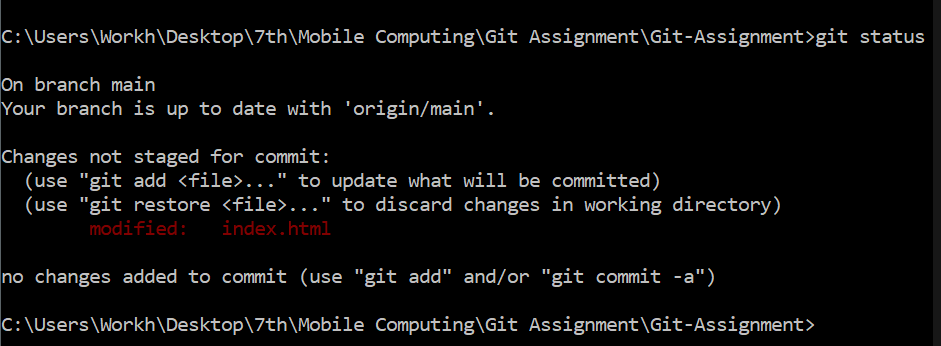 C:\Users\Workh\Desktop\7th\Mobile Computing\Git Assignment\Git-Assignment>git status
On branch main
Your branch is up to date with 'origin/main'.
Changes not staged for commit:
  (use "git add <file>..." to update what will be committed)
  (use "git restore <file>..." to discard changes in working directory)
        modified:   index.html
no changes added to commit (use "git add" and/or "git commit -a")
C:\Users\Workh\Desktop\7th\Mobile Computing\Git Assignment\Git-Assignment>